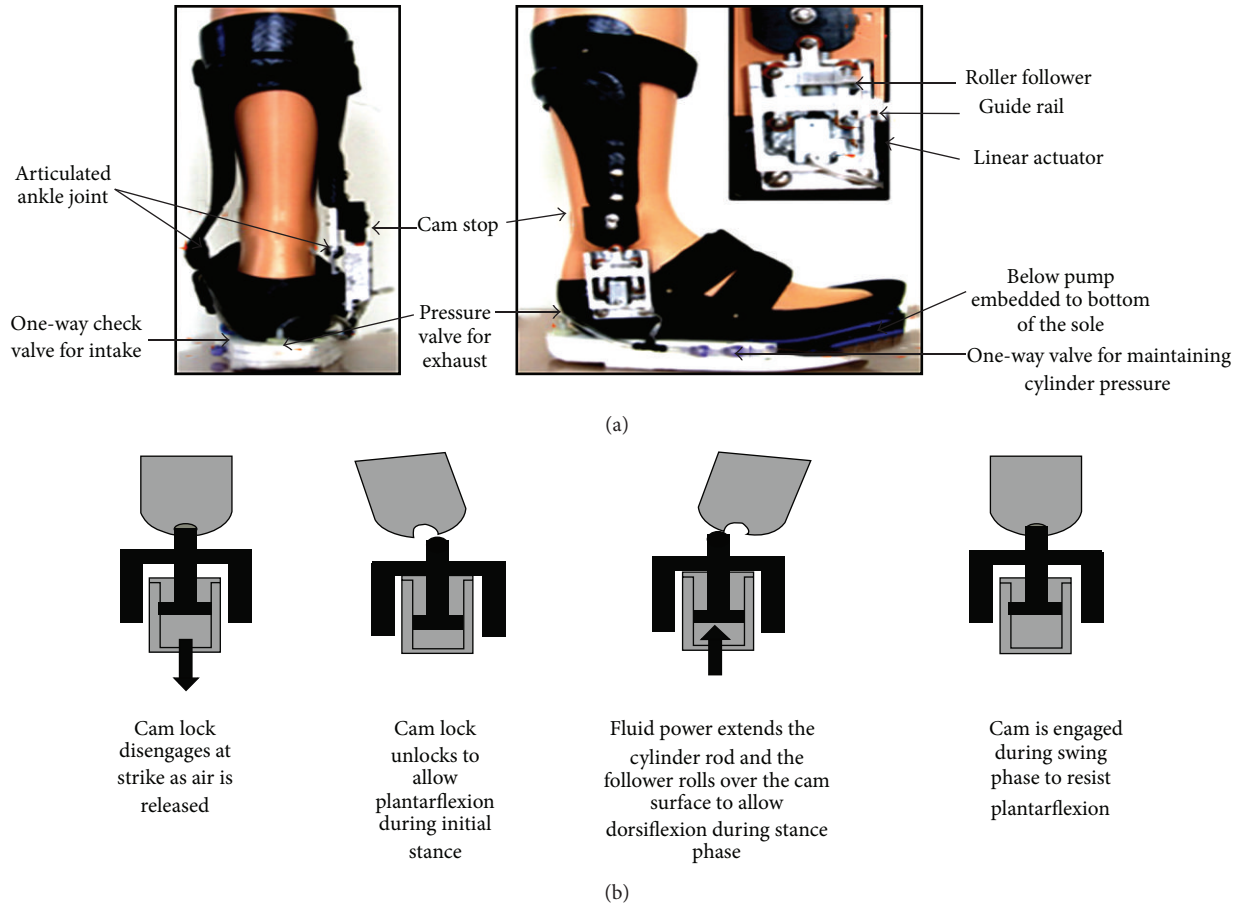 Roller follower
Guide rail
Linear actuator
Articulated
ankle joint
Cam stop
One-way check
valve for intake
Pressure
valve for
exhaust
Below pump
embedded to bottom
of the sole
One-way valve for maintaining
cylinder pressure
(a)
Cam lock
disengages at
strike as air is
released
Cam lock
unlocks to
allow
plantarflexion
during initial
stance
Fluid power extends the
cylinder rod and the
follower rolls over the cam
surface to allow
dorsiflexion during stance
phase
Cam is engaged
during swing
phase to resist
plantarflexion
(b)